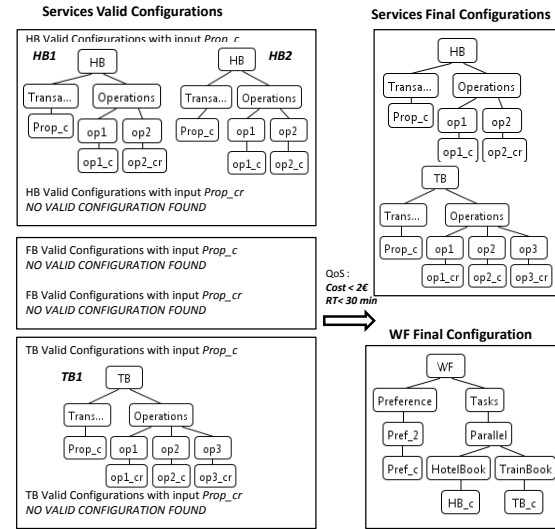 Services Valid Configurations
HB Valid Configurations with input Prop_c
HB1
HB
Transa...
Operations
Prop_c
op1
op2
op1_c
op2_cr
HB
HB2
Transa...
Operations
Prop_c
op1
op2
op1_c
op2_c
HB Valid Configurations with input Prop_cr
NO VALID CONFIGURATION FOUND
FB Valid Configurations with input Prop_c
NO VALID CONFIGURATION FOUND
FB Valid Configurations with input Prop_cr
NO VALID CONFIGURATION FOUND
TB Valid Configurations with input Prop_c
TB1
TB
Trans...
Operations
Prop_c
op1
op2
op3
op1_cr
op2_c
op3_cr
TB Valid Configurations with input Prop_cr
NO VALID CONFIGURATION FOUND
QoS :
Cost < 2€
RT< 30 min
Services Final Configurations
HB
Transa...
Operations
Prop_c
op1
op2
op1_c
op2_cr
TB
Trans...
Operations
Prop_c
op1
op2
op3
op1_cr
op2_c
op3_cr
WF Final Configuration
WF
Preference
Tasks
Pref_2
Parallel
Pref_c
HotelBook
TrainBook
HB_c
TB_c